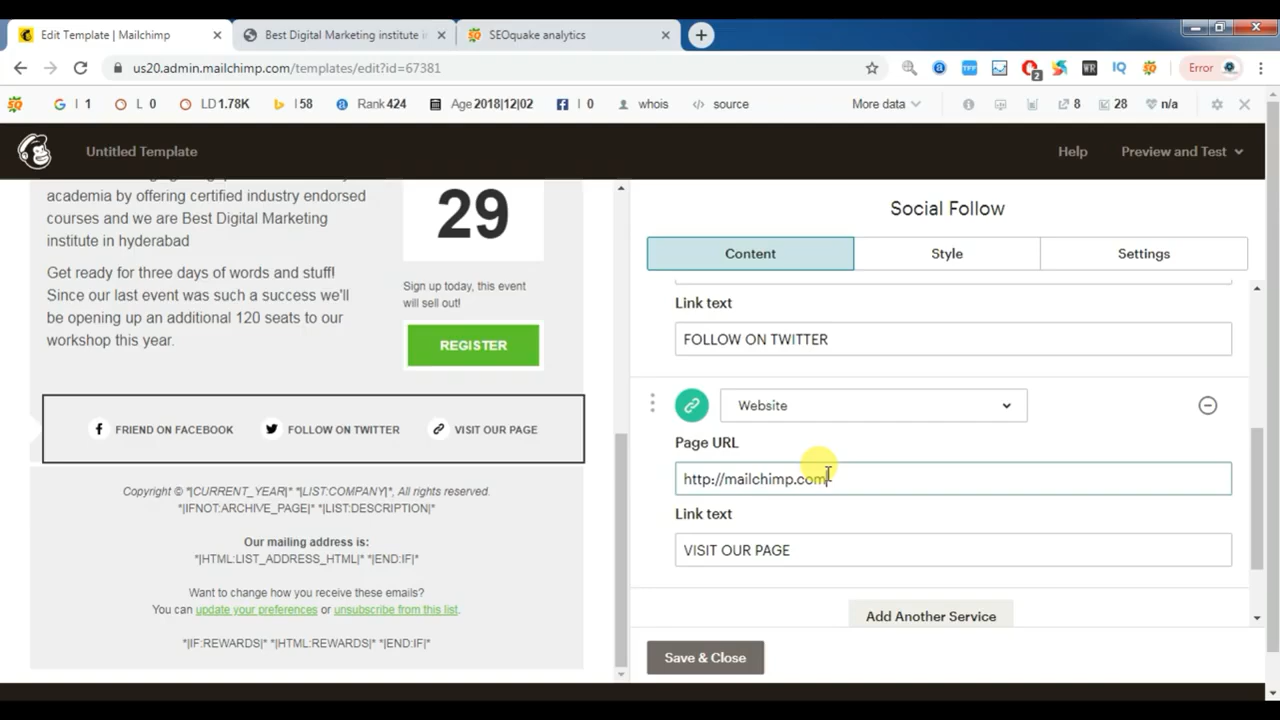 Edit Template | Mailchimp
Best Digital Marketing institute i
SEOquake analytics
us20.admin.mailchimp.com/templates/edit?id=67381
2
WR
IQ
Error
I 1
L 0
LD 1.78K
I 58
Rank 424
Age 2018|12|02
I 0
whois
source
More data
8
28
n/a
Untitled Template
Help
Preview and Test
academia by offering certified industry endorsed
courses and we are Best Digital Marketing
institute in hyderabad
Get ready for three days of words and stuff!
Since our last event was such a success we'll
be opening up an additional 120 seats to our
workshop this year.
29
Sign up today, this event
will sell out!
REGISTER
FRIEND ON FACEBOOK
FOLLOW ON TWITTER
VISIT OUR PAGE
Copyright © *|CURRENT_YEAR|* *|LIST:COMPANY|*, All rights reserved.
*|IFNOT:ARCHIVE_PAGE|* *|LIST:DESCRIPTION|*
Our mailing address is:
*|HTML:LIST_ADDRESS_HTML|* *|END:IF|*
Want to change how you receive these emails?
You can update your preferences or unsubscribe from this list.
*|IF:REWARDS|* *|HTML:REWARDS|* *|END:IF|*
Social Follow
Content
Style
Settings
Link text
FOLLOW ON TWITTER
Website
Page URL
http://mailchimp.com
Link text
VISIT OUR PAGE
Add Another Service
Save & Close